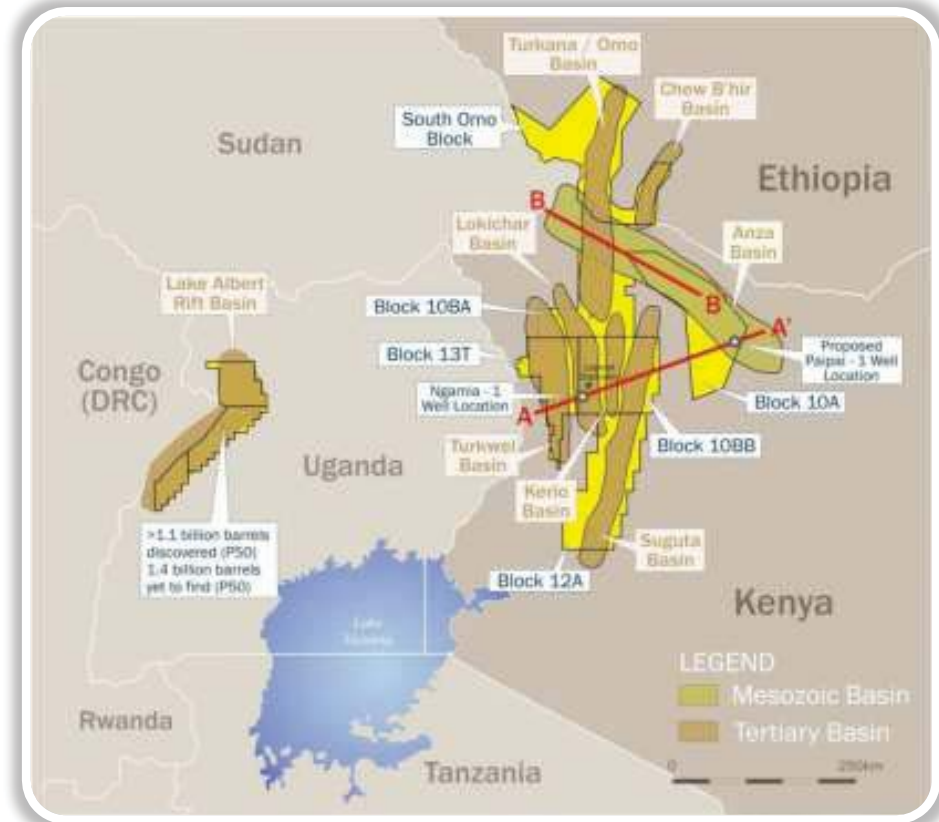 Turkana / Omo
Basin
Chew B'hir
Basin
South Omo
Block
Sudan
Ethiopia
B
Lokichar
Basin
Anza
Basin
Lake Albert
Rift Basin
Block 10BA
B'
A'
Block 13T
Congo
(DRC)
Proposed
Paipai - 1 Well
Location
Ngamia - 1
Well Location
A
Block 10A
Turkwel
Basin
Block 10BB
Uganda
Kerio
Basin
>1.1 billion barrels
discovered (P50)
1.4 billion barrels
yet to find (P50)
Suguta
Basin
Block 12A
Kenya
Lake
LEGEND
Mesozoic Basin
Rwanda
Tertiary Basin
Tanzania
0
250km